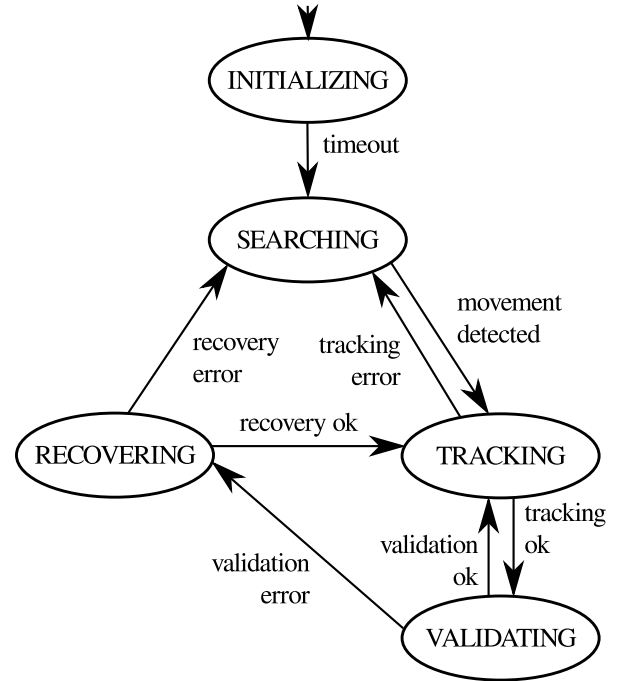 INITIALIZING
timeout
SEARCHING
movement
detected
recovery
error
tracking
error
recovery ok
RECOVERING
TRACKING
tracking
ok
validation
ok
validation
error
VALIDATING